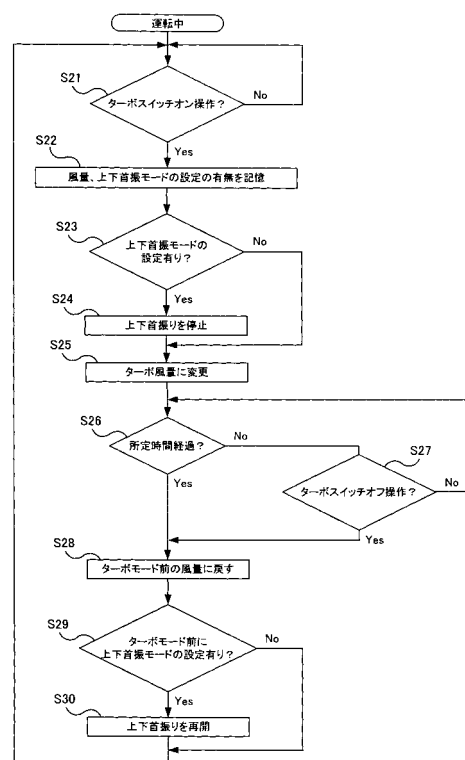 運転中
S21
ターボスイッチオン操作？
No
Yes
S22
風量、上下首振モードの設定の有無を記憶
S23
上下首振モードの
設定有り？
No
Yes
S24
上下首振りを停止
S25
ターボ風量に変更
S26
所定時間経過？
No
Yes
S27
ターボスイッチオフ操作？
No
Yes
S28
ターボモード前の風量に戻す
S29
ターボモード前に
上下首振モードの設定有り？
No
Yes
S30
上下首振りを再開